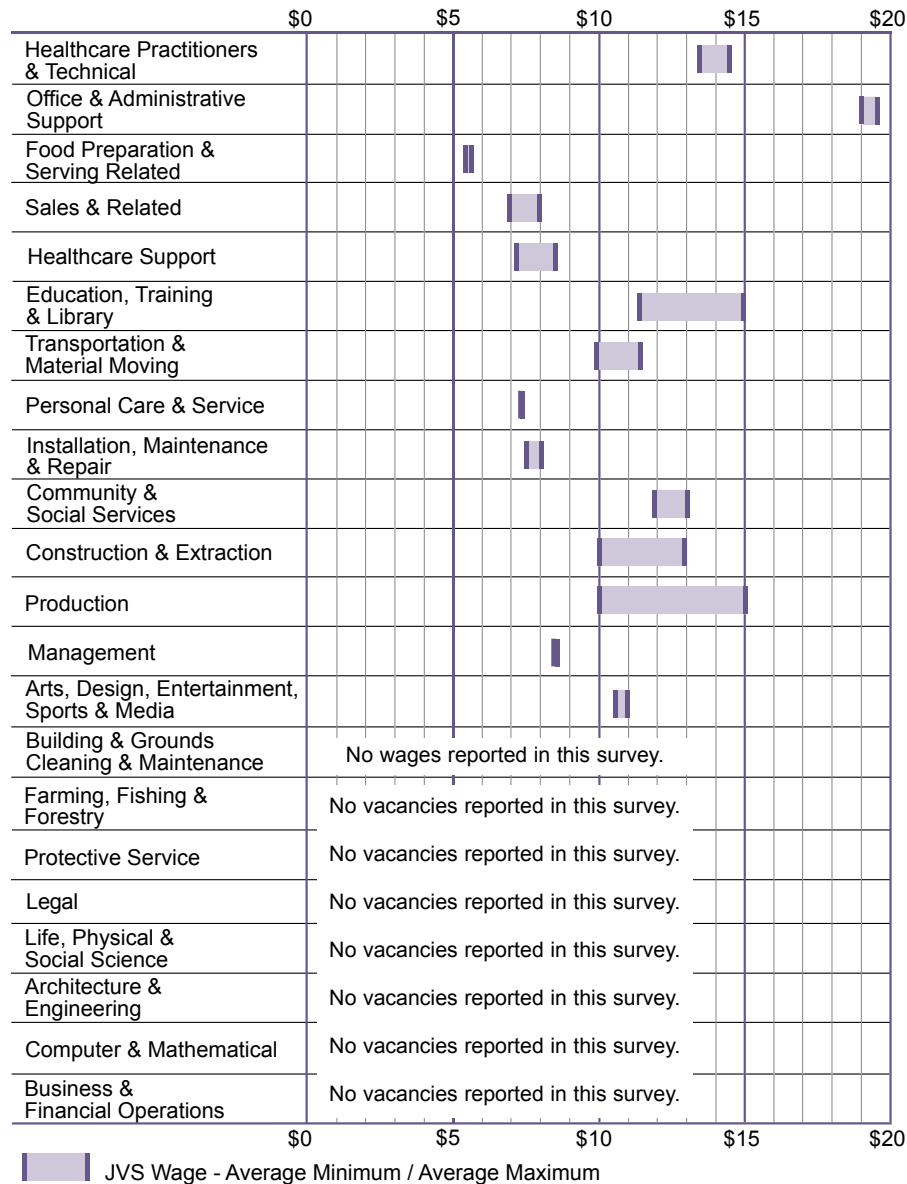 $0 $5 $10 $15 $20
Healthcare Practitioners
& Technical
Office & Administrative
Support
Food Preparation &
Serving Related
Sales & Related
Healthcare Support
Education, Training
& Library
Transportation &
Material Moving
Personal Care & Service
Installation, Maintenance
& Repair
Community &
Social Services
Construction & Extraction
Production
Management
Arts, Design, Entertainment,
Sports & Media
Building & Grounds
Cleaning & Maintenance
No wages reported in this survey.
Farming, Fishing &
Forestry
No vacancies reported in this survey.
Protective Service
No vacancies reported in this survey.
Legal
No vacancies reported in this survey.
Life, Physical &
Social Science
No vacancies reported in this survey.
Architecture &
Engineering
No vacancies reported in this survey.
Computer & Mathematical
No vacancies reported in this survey.
Business &
Financial Operations
No vacancies reported in this survey.
$0 $5 $10 $15 $20
JVS Wage - Average Minimum / Average Maximum